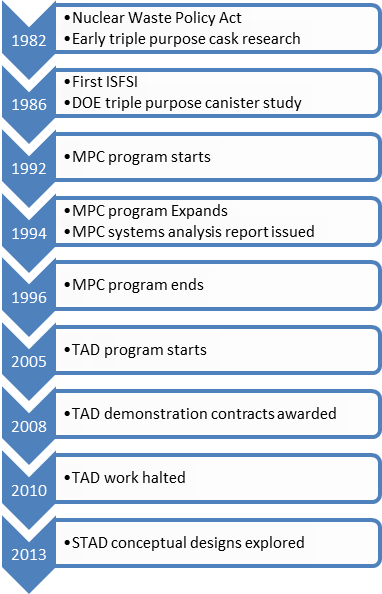 1982
•Nuclear Waste Policy Act
•Early triple purpose cask research
1986
•First ISFSI
•DOE triple purpose canister study
1992
•MPC program starts
1994
•MPC program Expands
•MPC systems analysis report issued
1996
•MPC program ends
2005
•TAD program starts
2008
•TAD demonstration contracts awarded
2010
•TAD work halted
2013
•STAD conceptual designs explored